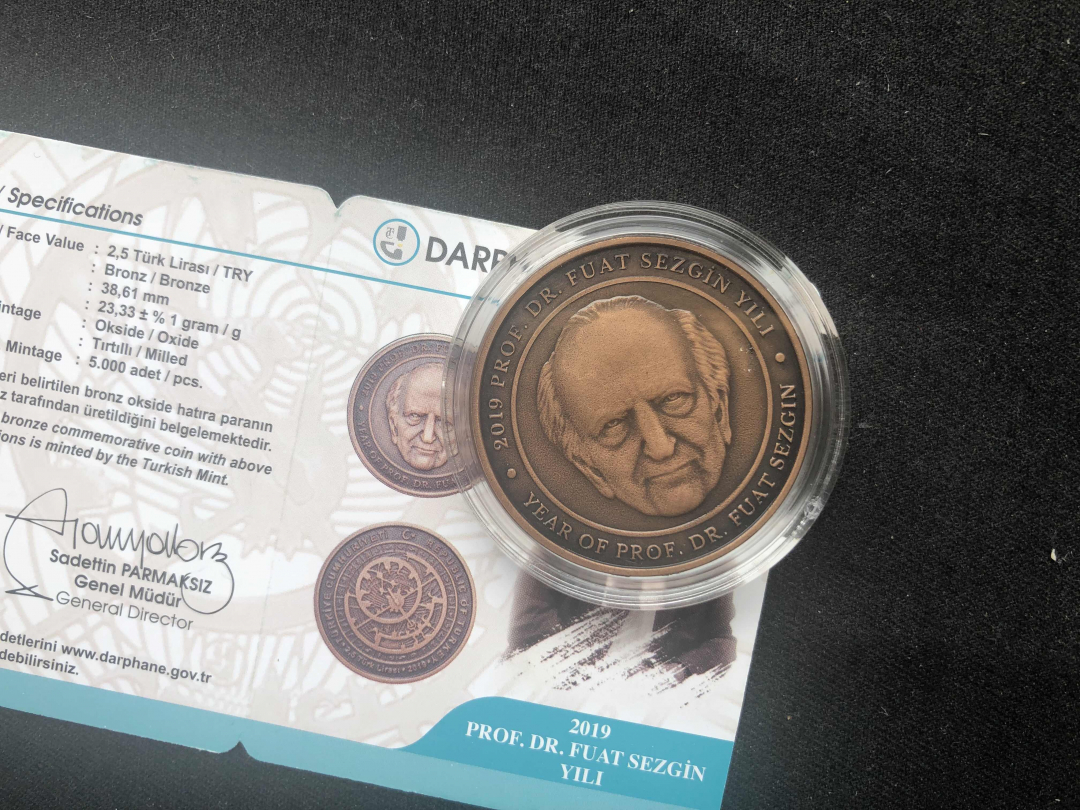 / Specifications
/ Face Value : 2,5 Türk Lirası / TRY
: Bronz / Bronze
: 38,61 mm
: 23,33 ± % 1 gram / g
: Okside / Oxide
: Tırtıllı / Milled
Mintage : 5.000 adet / pcs.
eri belirtilen bronz okside hatıra paranın
z tarafından üretildiğini belgelemektedir.
bronze commemorative coin with above
ions is minted by the Turkish Mint.
Sadettin PARMAKSIZ
Genel Müdür
General Director
detlerini www.darphane.gov.tr
debilirsiniz.
DARP
2019 PROF. DR. FUAT SEZGİN YILI
YEAR OF PROF. DR. FUAT SEZGIN
2019
PROF. DR. FUAT SEZGİN
YILI